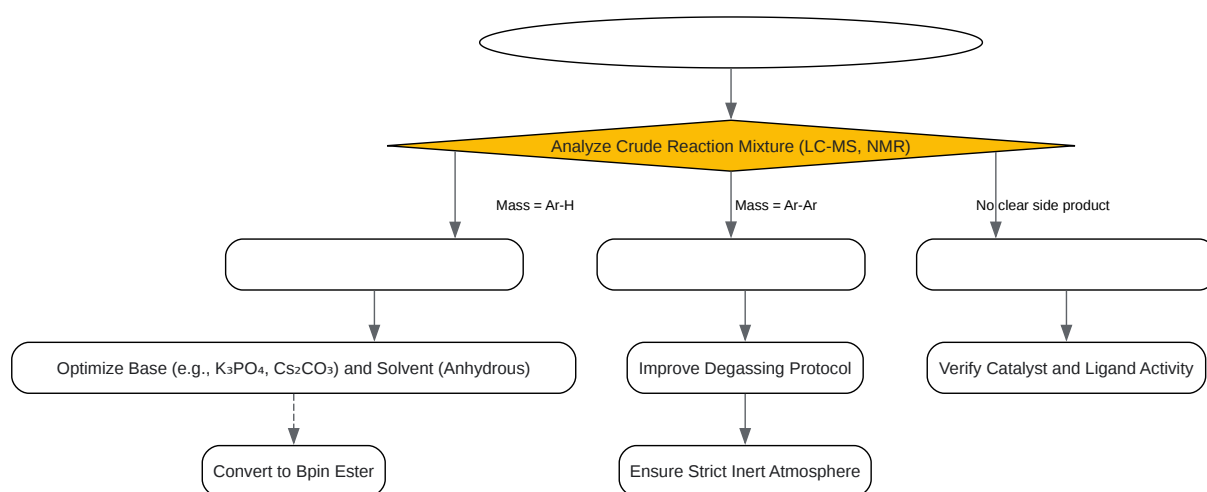 Analyze Crude Reaction Mixture (LC-MS, NMR)
Mass = Ar-H
Mass = Ar-Ar
No clear side product
Optimize Base (e.g., K₃PO₄, Cs₂CO₃) and Solvent (Anhydrous)
Improve Degassing Protocol
Verify Catalyst and Ligand Activity
Convert to Bpin Ester
Ensure Strict Inert Atmosphere